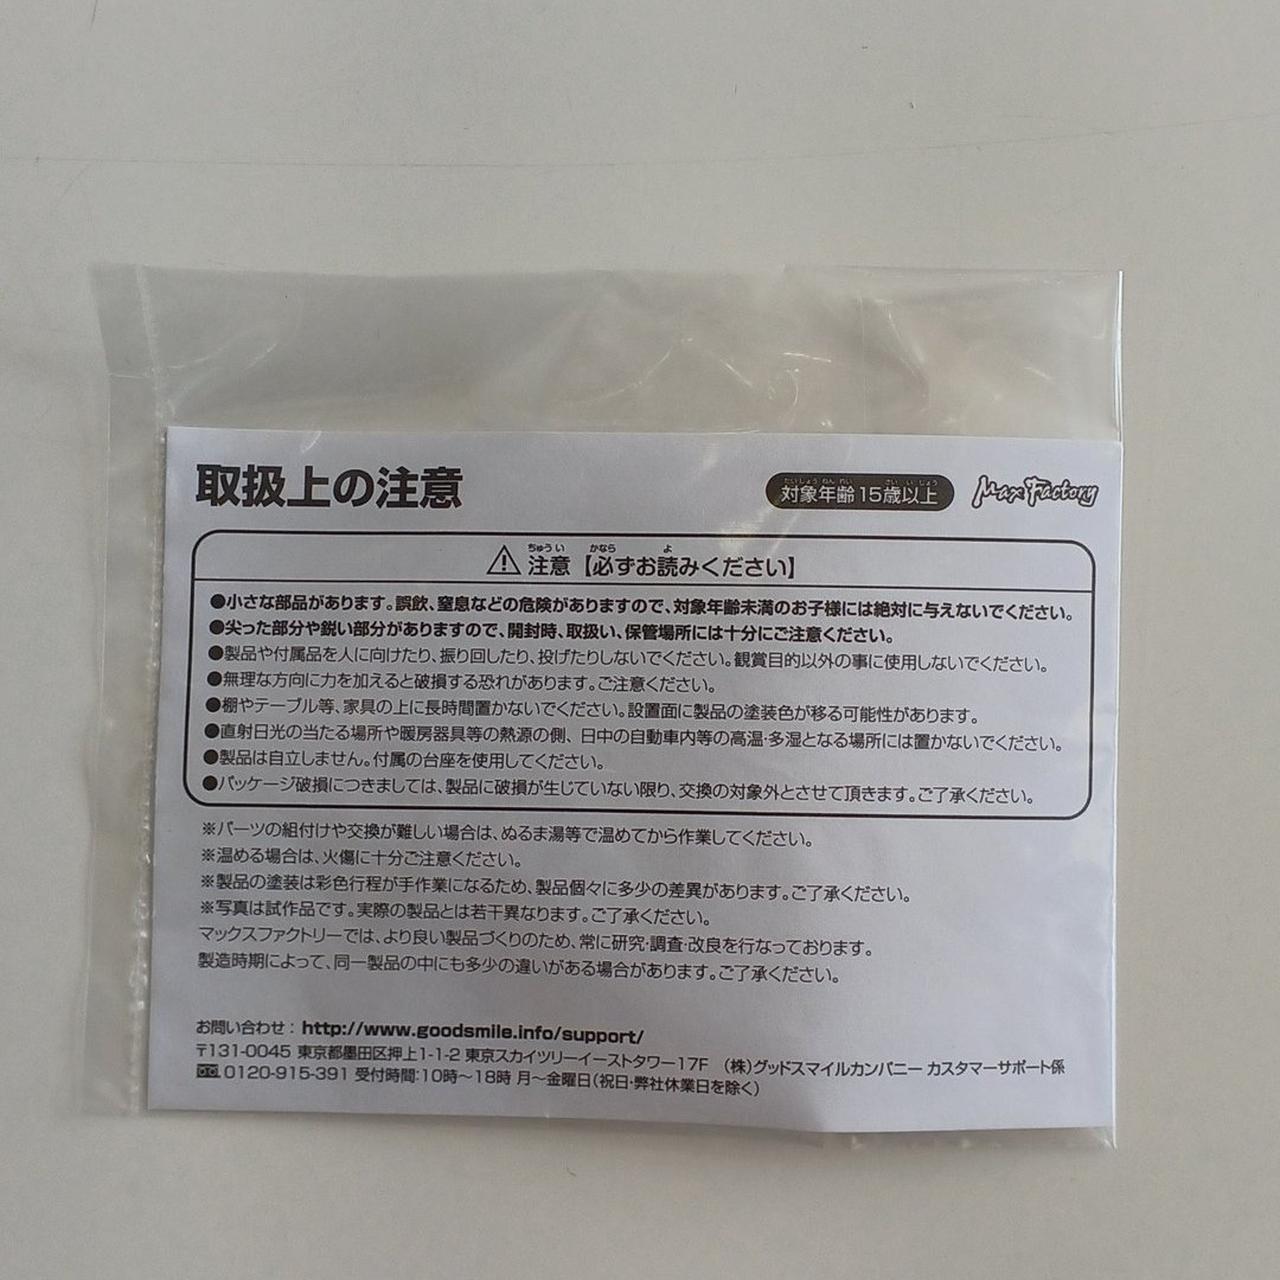 取扱上の注意
たいしょうねんれい さいいじょう
対象年齢15歳以上
Max Factory
ちゅうい かなら よ
注意【必ずお読みください】
●小さな部品があります。誤飲、窒息などの危険がありますので、対象年齢未満のお子様には絶対に与えないでください。
●尖った部分や鋭い部分がありますので、開封時、取扱い、保管場所には十分にご注意ください。
●製品や付属品を人に向けたり、振り回したり、投げたりしないでください。観賞目的以外の事に使用しないでください。
●無理な方向に力を加えると破損する恐れがあります。ご注意ください。
●棚やテーブル等、家具の上に長時間置かないでください。設置面に製品の塗装色が移る可能性があります。
●直射日光の当たる場所や暖房器具等の熱源の側、日中の自動車内等の高温・多湿となる場所には置かないでください。
●製品は自立しません。付属の台座を使用してください。
●パッケージ破損につきましては、製品に破損が生じていない限り、交換の対象外とさせて頂きます。ご了承ください。
※パーツの組付けや交換が難しい場合は、ぬるま湯等で温めてから作業してください。
※温める場合は、火傷に十分ご注意ください。
※製品の塗装は彩色行程が手作業になるため、製品個々に多少の差異があります。ご了承ください。
※写真は試作品です。実際の製品とは若干異なります。ご了承ください。
マックスファクトリーでは、より良い製品づくりのため、常に研究・調査・改良を行なっております。
製造時期によって、同一製品の中にも多少の違いがある場合があります。ご了承ください。
お問い合わせ：http://www.goodsmile.info/support/
〒131-0045 東京都墨田区押上1-1-2 東京スカイツリーイーストタワー17F （株）グッドスマイルカンパニー カスタマーサポート係
0120-915-391 受付時間：10時～18時 月～金曜日（祝日・弊社休業日を除く）